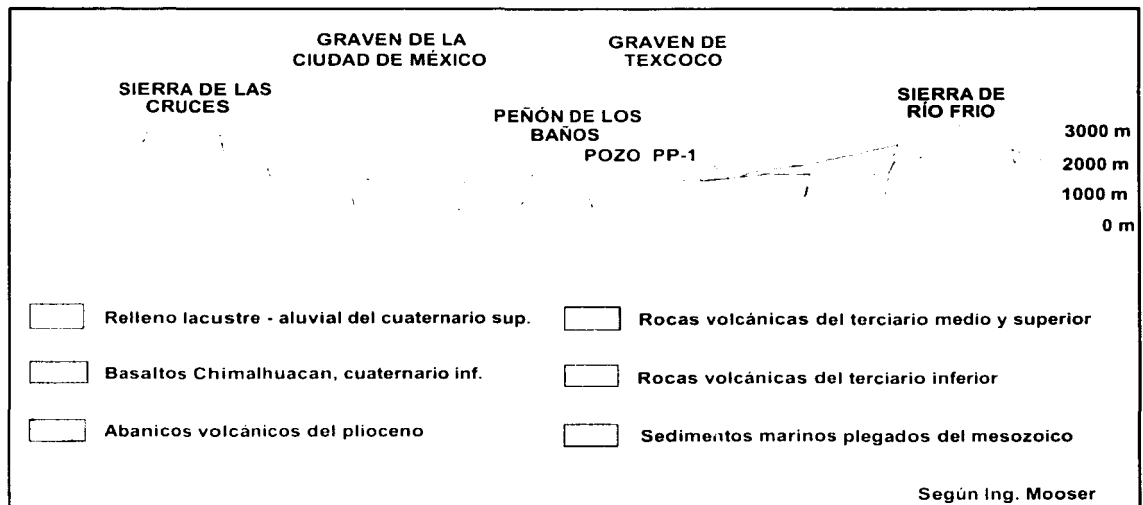 GRAVEN DE LA
CIUDAD DE MÉXICO
GRAVEN DE
TEXCOCO
SIERRA DE LAS
CRUCES
SIERRA DE
RÍO FRIO
PEÑÓN DE LOS
BAÑOS
POZO PP-1
3000 m
2000 m
1000 m
0 m
Relleno lacustre - aluvial del cuaternario sup.
Basaltos Chimalhuacan, cuaternario inf.
Abanicos volcánicos del plioceno
Rocas volcánicas del terciario medio y superior
Rocas volcánicas del terciario inferior
Sedimentos marinos plegados del mesozoico
Según Ing. Mooser